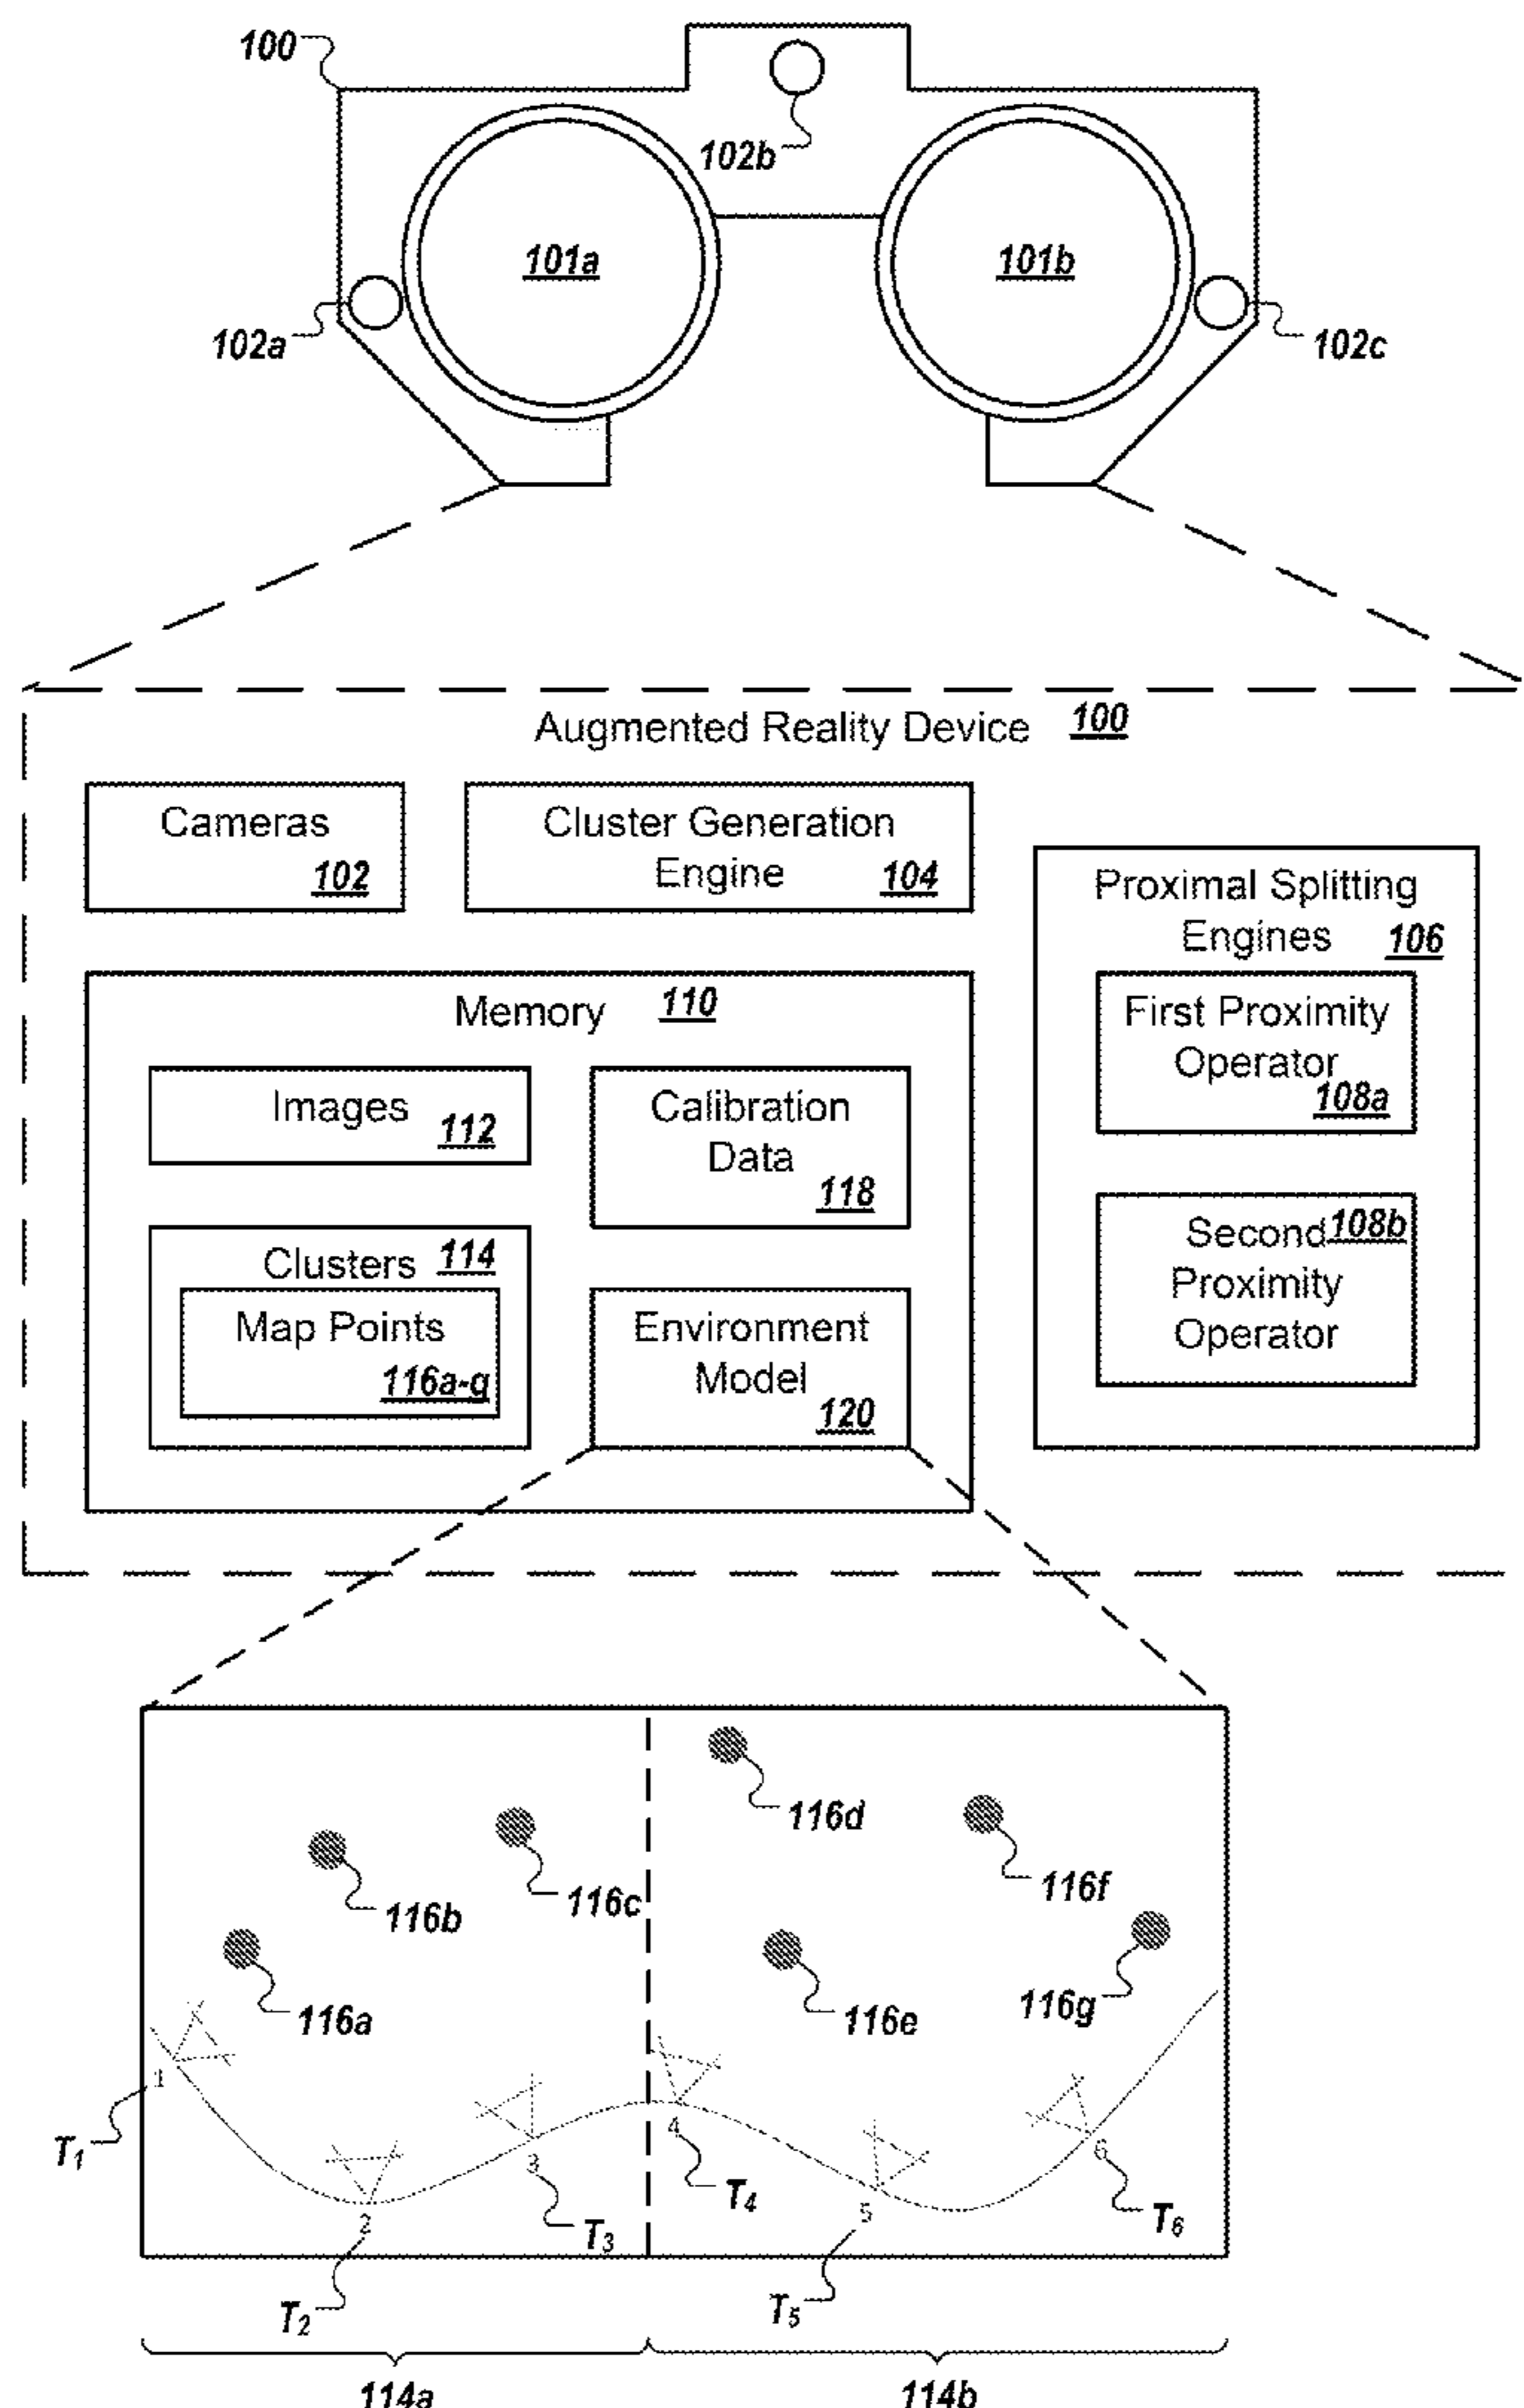 100
102b
101a
101b
102a
102c
Augmented Reality Device 100
Cameras
102
Cluster Generation
Engine 104
Proximal Splitting
Engines 106
Memory 110
First Proximity
Operator
108a
Images
112
Calibration
Data
118
Second 108b
Proximity
Operator
Clusters 114
Map Points
116a-g
Environment
Model
120
116d
116f
116b
116c
116a
116e
116g
1
T1
2
T2
3
T3
4
T4
5
T5
6
T6
114a
114b